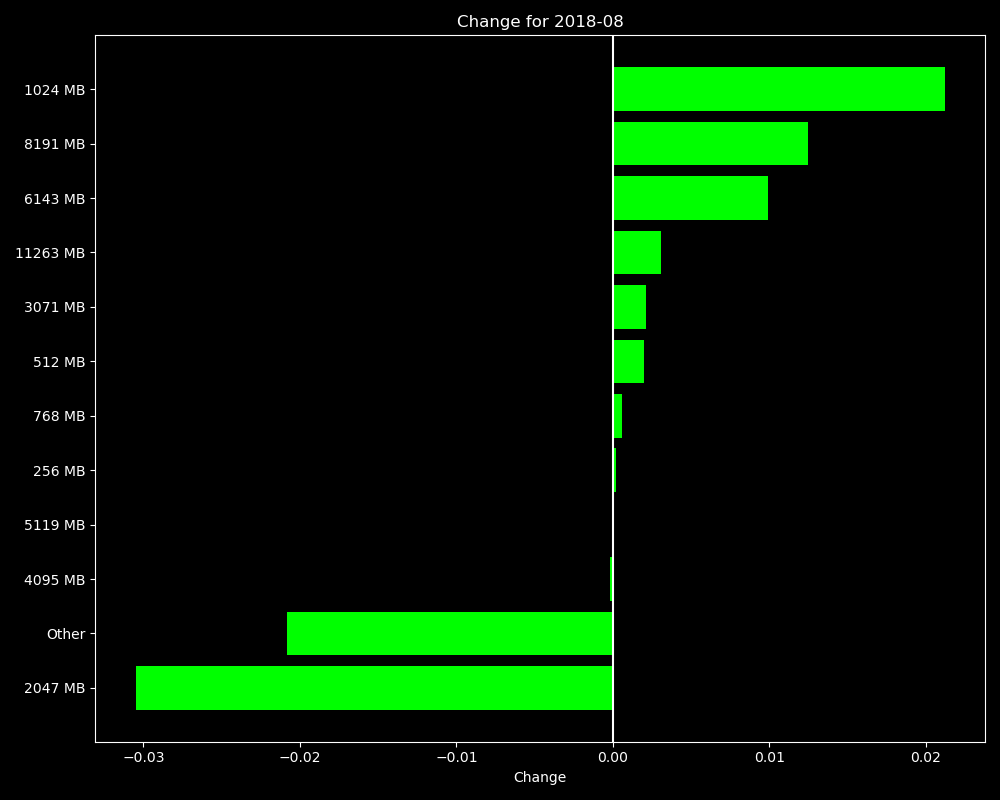 Change for 2018-08
1024 MB
8191 MB
6143 MB
11263 MB
3071 MB
512 MB
768 MB
256 MB
5119 MB
4095 MB
Other
2047 MB
−0.03 −0.02 −0.01 0.00 0.01 0.02
Change